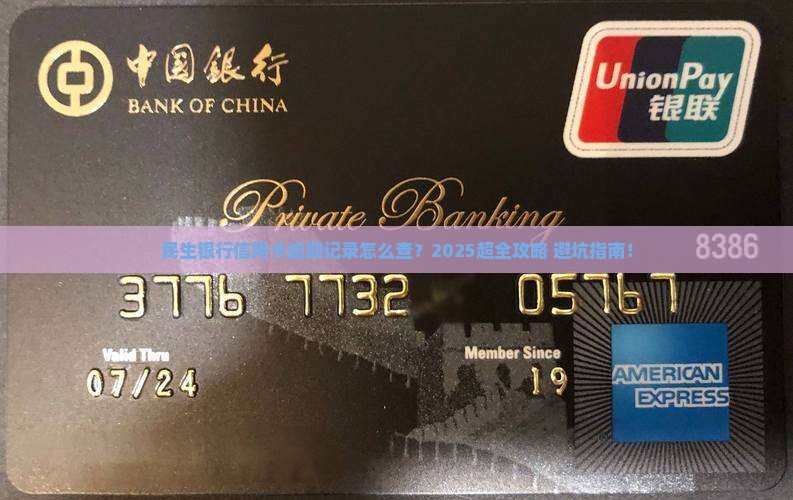 中国銀行
BANK OF CHINA
UnionPay
银联
Private Banking
民生银行信用卡逾期记录怎么查？2025超全攻略 避坑指南！
8386
3776 7732 05767
Valid Thru
Member Since
07/24
19
AMERICAN
EXPRESS